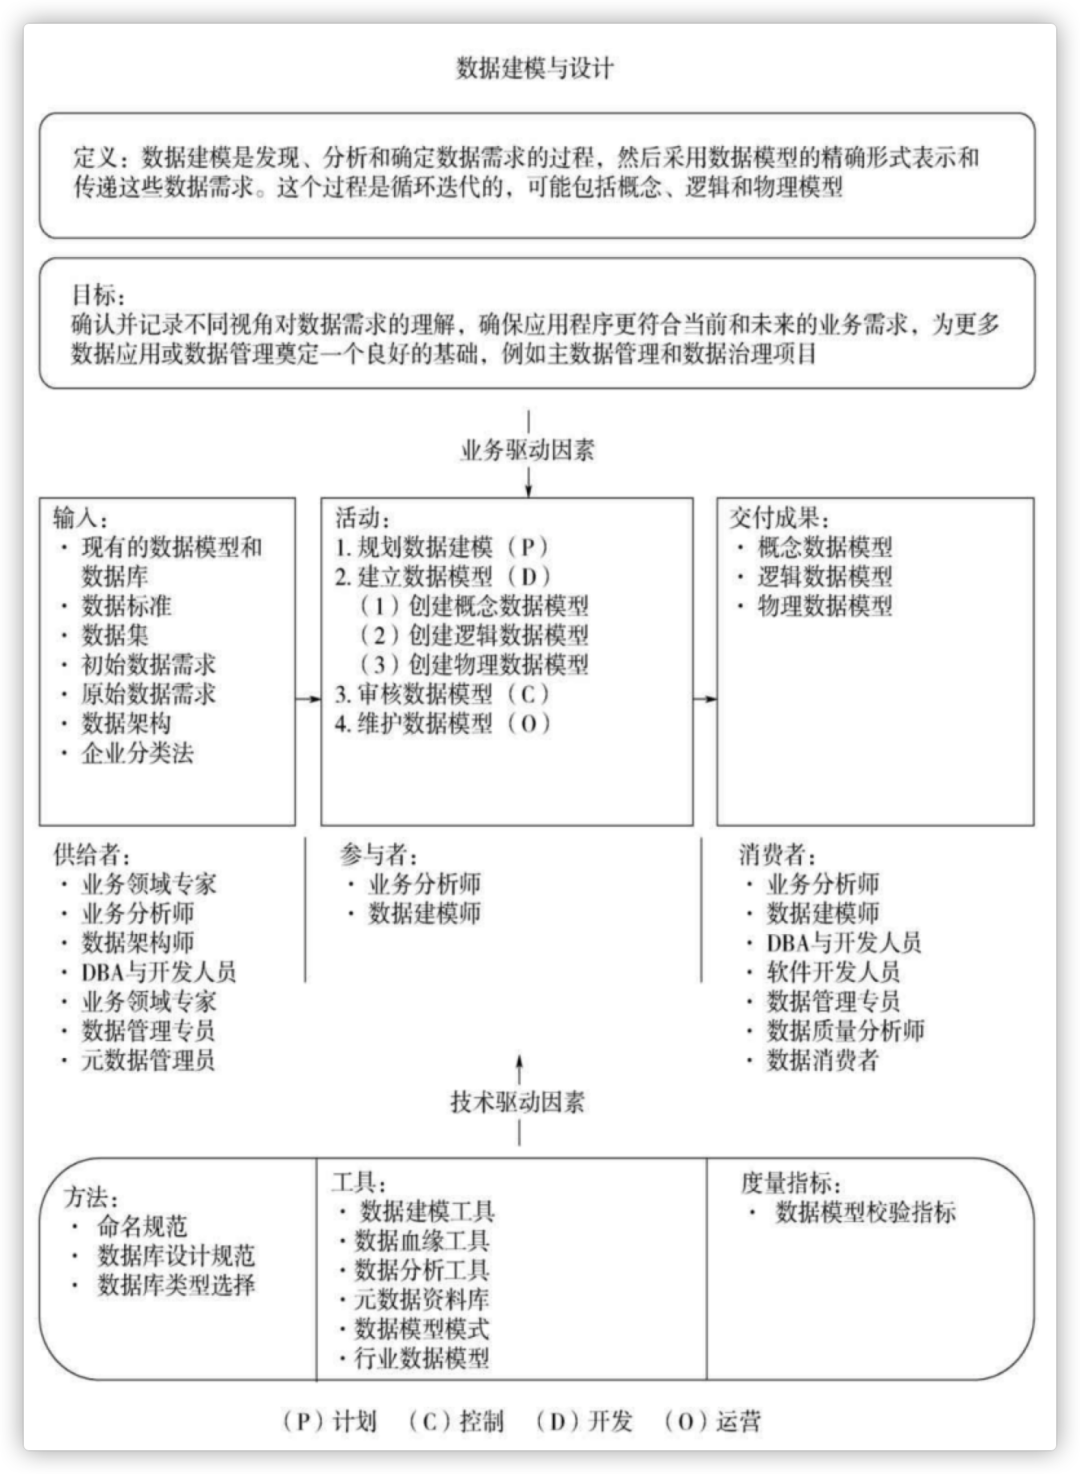 数据建模与设计
定义：数据建模是发现、分析和确定数据需求的过程，然后采用数据模型的精确形式表示和
传递这些数据需求。这个过程是循环迭代的，可能包括概念、逻辑和物理模型
目标：
确认并记录不同视角对数据需求的理解，确保应用程序更符合当前和未来的业务需求，为更多
数据应用或数据管理奠定一个良好的基础，例如主数据管理和数据治理项目
业务驱动因素
输入：
· 现有的数据模型和
数据库
· 数据标准
· 数据集
· 初始数据需求
· 原始数据需求
· 数据架构
· 企业分类法
活动：
1. 规划数据建模（P）
2. 建立数据模型（D）
（1）创建概念数据模型
（2）创建逻辑数据模型
（3）创建物理数据模型
3. 审核数据模型（C）
4. 维护数据模型（O）
交付成果：
· 概念数据模型
· 逻辑数据模型
· 物理数据模型
供给者：
· 业务领域专家
· 业务分析师
· 数据架构师
· DBA与开发人员
· 业务领域专家
· 数据管理专员
· 元数据管理员
参与者：
· 业务分析师
· 数据建模师
消费者：
· 业务分析师
· 数据建模师
· DBA与开发人员
· 软件开发人员
· 数据管理专员
· 数据质量分析师
· 数据消费者
技术驱动因素
方法：
· 命名规范
· 数据库设计规范
· 数据库类型选择
工具：
· 数据建模工具
· 数据血缘工具
· 数据分析工具
· 元数据资料库
· 数据模型模式
· 行业数据模型
度量指标：
· 数据模型校验指标
（P）计划 （C）控制 （D）开发 （O）运营